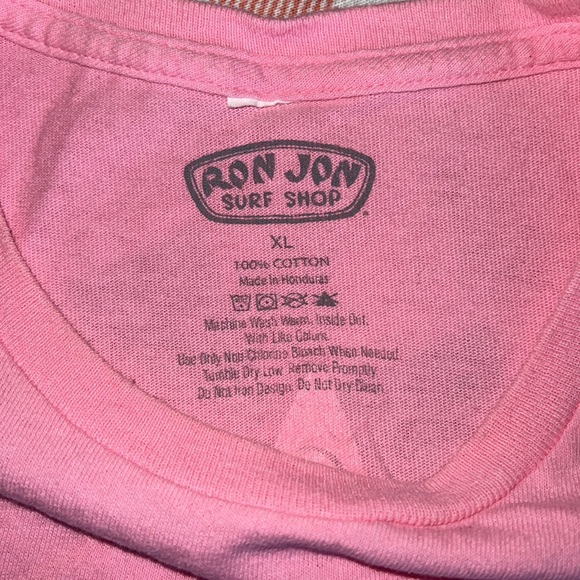 RON JON
SURF SHOP
XL
100% COTTON
Made in Honduras
Machine Wash Warm, Inside Out,
With Like Colors.
Use Only Non Chlorine Bleach When Needed.
Tumble Dry Low. Remove Promptly.
Do Not Iron Design. Do Not Dry Clean.